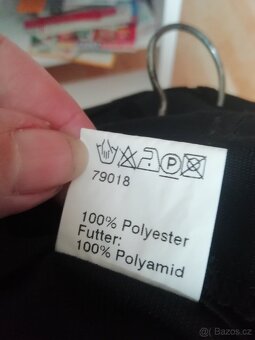 P
79018
100% Polyester
Futter:
100% Polyamid
Bazos.cz